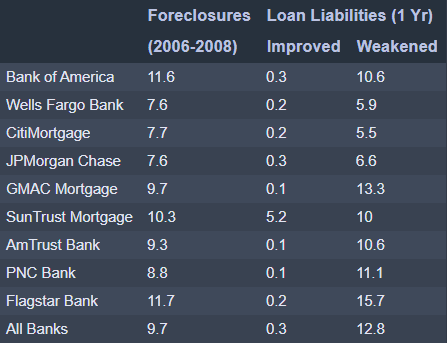 Foreclosures Loan Liabilities (1 Yr)
(2006-2008) Improved Weakened
Bank of America 11.6 0.3 10.6
Wells Fargo Bank 7.6 0.2 5.9
CitiMortgage 7.7 0.2 5.5
JPMorgan Chase 7.6 0.3 6.6
GMAC Mortgage 9.7 0.1 13.3
SunTrust Mortgage 10.3 5.2 10
AmTrust Bank 9.3 0.1 10.6
PNC Bank 8.8 0.1 11.1
Flagstar Bank 11.7 0.2 15.7
All Banks 9.7 0.3 12.8